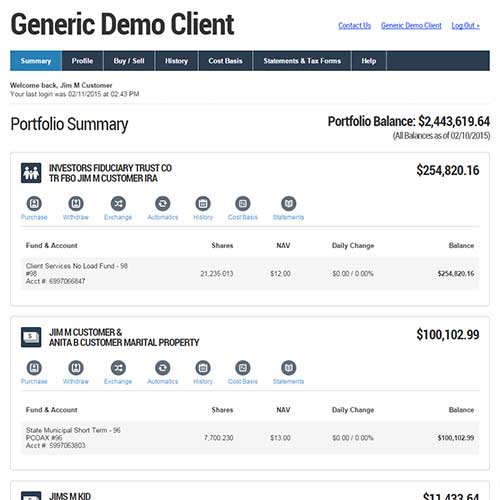 Generic Demo Client
Contact Us Generic Demo Client Log Out »
Summary Profile Buy / Sell History Cost Basis Statements & Tax Forms Help
Welcome back, Jim M Customer
Your last login was 02/11/2015 at 02:43 PM
Portfolio Summary
Portfolio Balance: $2,443,619.64
(All Balances as of 02/10/2015)
INVESTORS FIDUCIARY TRUST CO
TR FBO JIM M CUSTOMER IRA
$254,820.16
Purchase Withdraw Exchange Automatics History Cost Basis Statements
Fund & Account Shares NAV Daily Change Balance
Client Services No Load Fund - 98
#98
Acct #: 6997066847
21,235.013 $12.00 $0.00 / 0.00% $254,820.16
JIM M CUSTOMER &
ANITA B CUSTOMER MARITAL PROPERTY
$100,102.99
Purchase Withdraw Exchange Automatics History Cost Basis Statements
Fund & Account Shares NAV Daily Change Balance
State Municipal Short Term - 96
PCOAX #96
Acct #: 5997063803
7,700.230 $13.00 $0.00 / 0.00% $100,102.99
JIMS M KID
$11,433.64